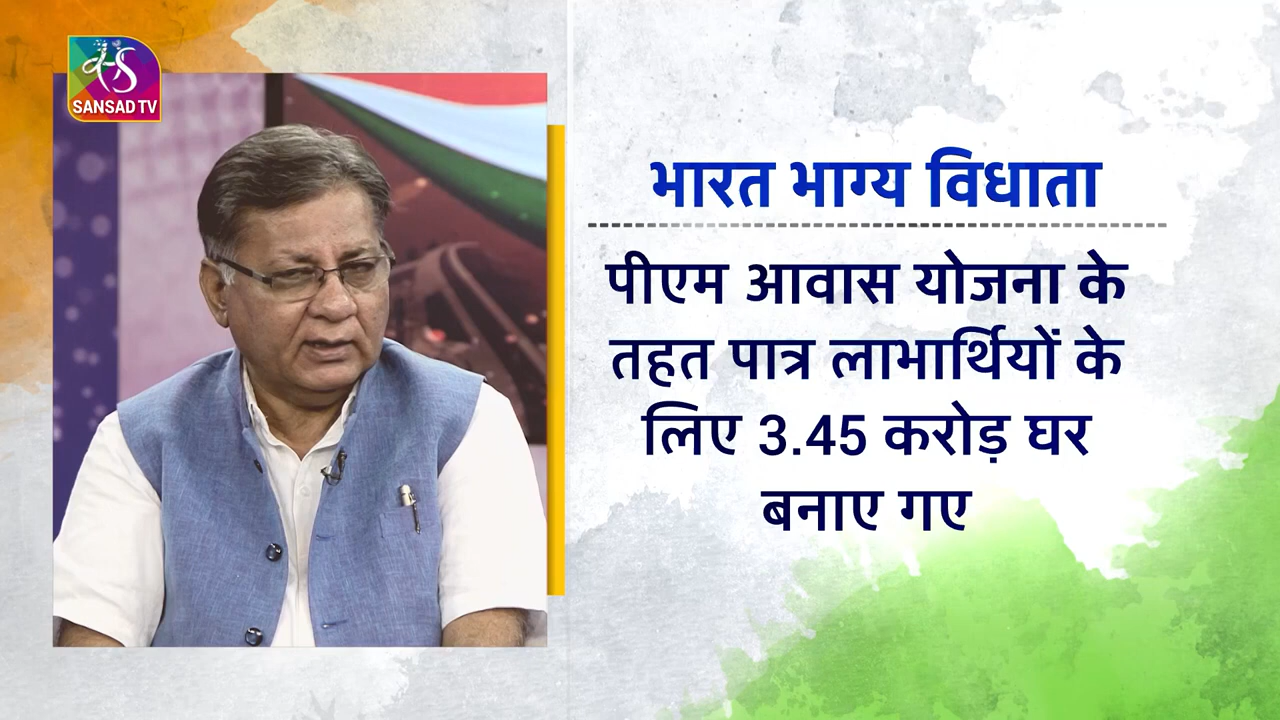 SANSAD TV
भारत भाग्य विधाता
पीएम आवास योजना के
तहत पात्र लाभार्थियों के
लिए 3.45 करोड़ घर
बनाए गए